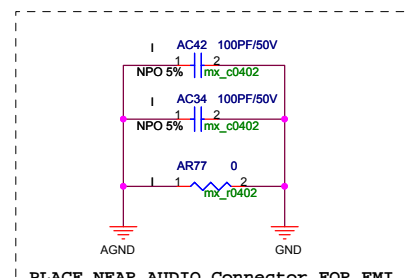 I AC42 100PF/50V
1 2
NPO 5% mx_c0402
I AC34 100PF/50V
1 2
NPO 5% mx_c0402
AR77 0
I 1 2
mx_r0402
AGND GND
PLACE NEAR AUDIO Connector FOR EMI